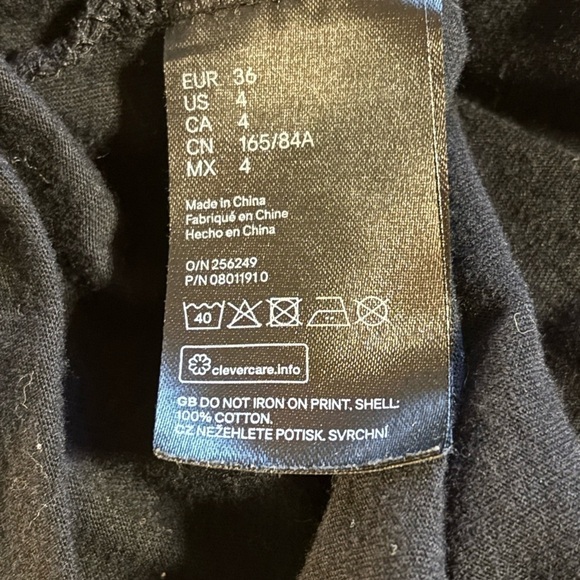 EUR 36
US 4
CA 4
CN 165/84A
MX 4
Made in China
Fabriqué en Chine
Hecho en China
O/N 256249
P/N 08011910
40
clevercare.info
GB DO NOT IRON ON PRINT. SHELL:
100% COTTON.
CZ NEŽEHLETE POTISK. SVRCHNÍ